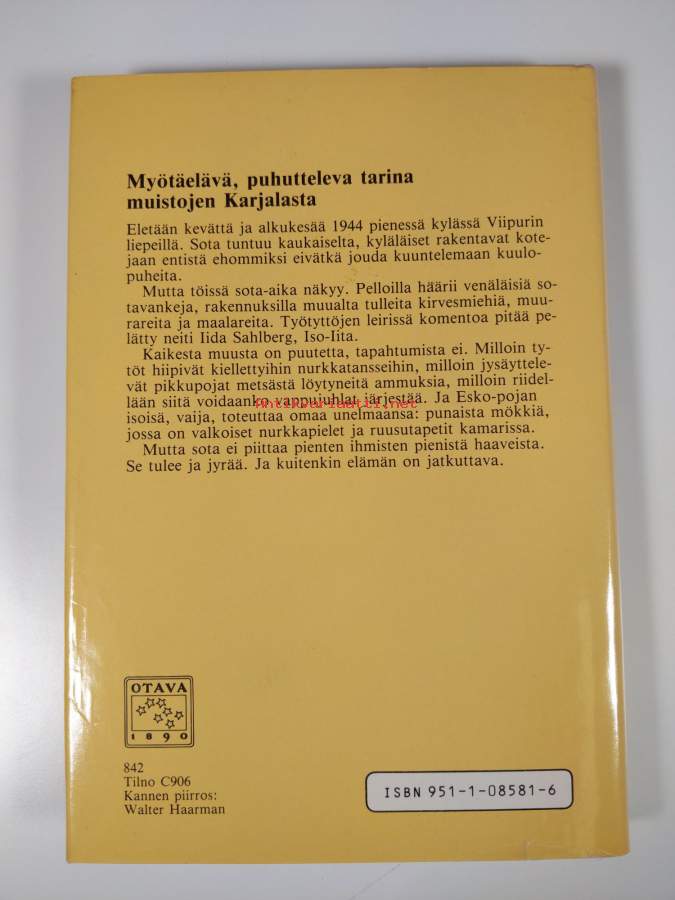 Myötäelävä, puhutteleva tarina
muistojen Karjalasta
Eletään kevättä ja alkukesää 1944 pienessä kylässä Viipurin
liepeillä. Sota tuntuu kaukaiselta, kyläläiset rakentavat kote-
jaan entistä ehommiksi eivätkä jouda kuuntelemaan kuulo-
puheita.
Mutta töissä sota-aika näkyy. Pelloilla häärii venäläisiä so-
tavankeja, rakennuksilla muualta tulleita kirvesmiehiä, muu-
rareita ja maalareita. Työtyttöjen leirissä komentoa pitää pe-
lätty neiti Iida Sahlberg, Iso-Iita.
Kaikesta muusta on puutetta, tapahtumista ei. Milloin ty-
töt hiipivät kiellettyihin nurkkatansseihin, milloin jysäyttele-
vät pikkupojat metsästä löytyneitä ammuksia, milloin riidel-
lään siitä voidaanko vappujuhlat järjestää. Ja Esko-pojan
Antikvariaatti.net
isoisä, vaija, toteuttaa omaa unelmaansa: punaista mökkiä,
jossa on valkoiset nurkkapielet ja ruusutapetit kamarissa.
Mutta sota ei piittaa pienten ihmisten pienistä haaveista.
Se tulee ja jyrää. Ja kuitenkin elämän on jatkuttava.
OTAVA
1890
842
Tilno C906
Kannen piirros:
Walter Haarman
ISBN 951-1-08581-6